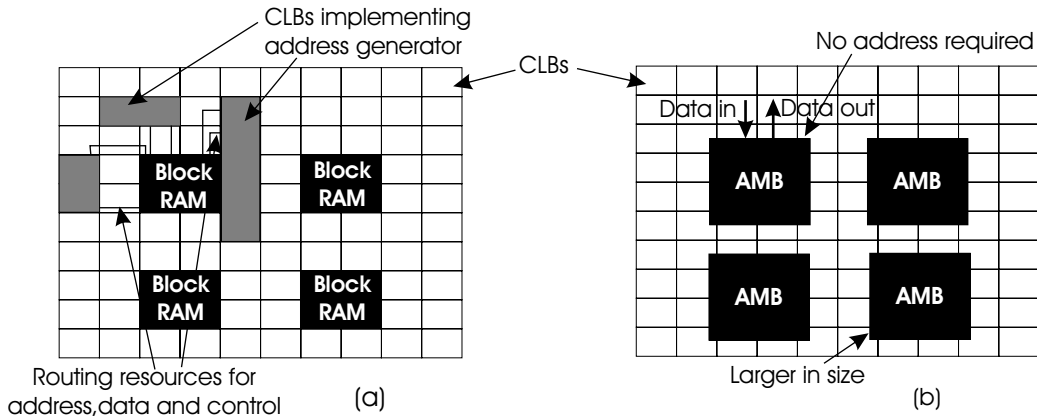 CLBs implementing
address generator
CLBs
No address required
Data in
Data out
Block
RAM
Block
RAM
AMB
AMB
Block
RAM
Block
RAM
AMB
AMB
Routing resources for
address,data and control
(a)
Larger in size
(b)